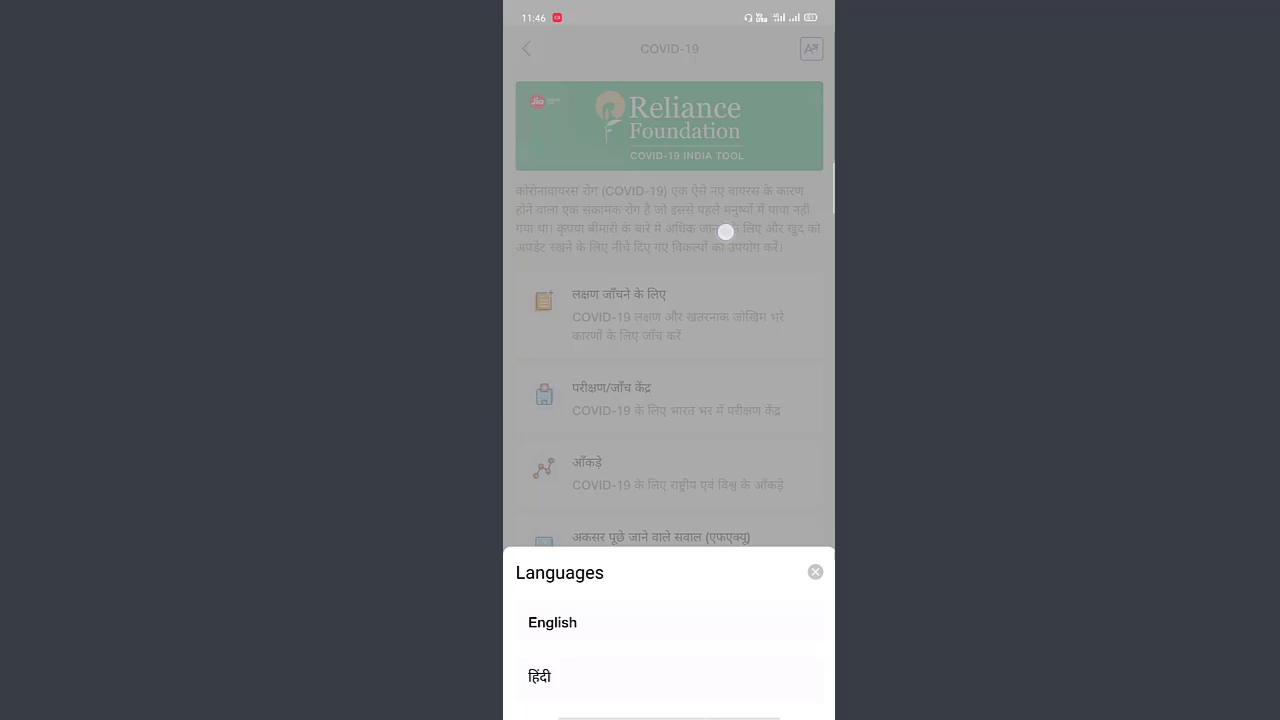 11:46
COVID-19
Jio
Reliance
Foundation
COVID-19 INDIA TOOL
कोरोनावायरस रोग (COVID-19) एक ऐसे नए वायरस के कारण
होने वाला एक संक्रामक रोग है जो इससे पहले मनुष्यों में पाया नहीं
गया था। कृपया बीमारी के बारे में अधिक के लिए और खुद को
अपडेट रखने के लिए नीचे दिए गए विकल्पों का उपयोग करें।
लक्षण जाँचने के लिए
COVID-19 लक्षण और खतरनाक जोखिम भरे
कारणों के लिए जाँच करें
परीक्षण/जाँच केंद्र
COVID-19 के लिए भारत भर में परीक्षण केंद्र
आँकड़े
COVID-19 के लिए राष्ट्रीय एवं विश्व के आँकड़े
अकसर पूछे जाने वाले सवाल (एफएक्यू)
Languages
English
हिंदी